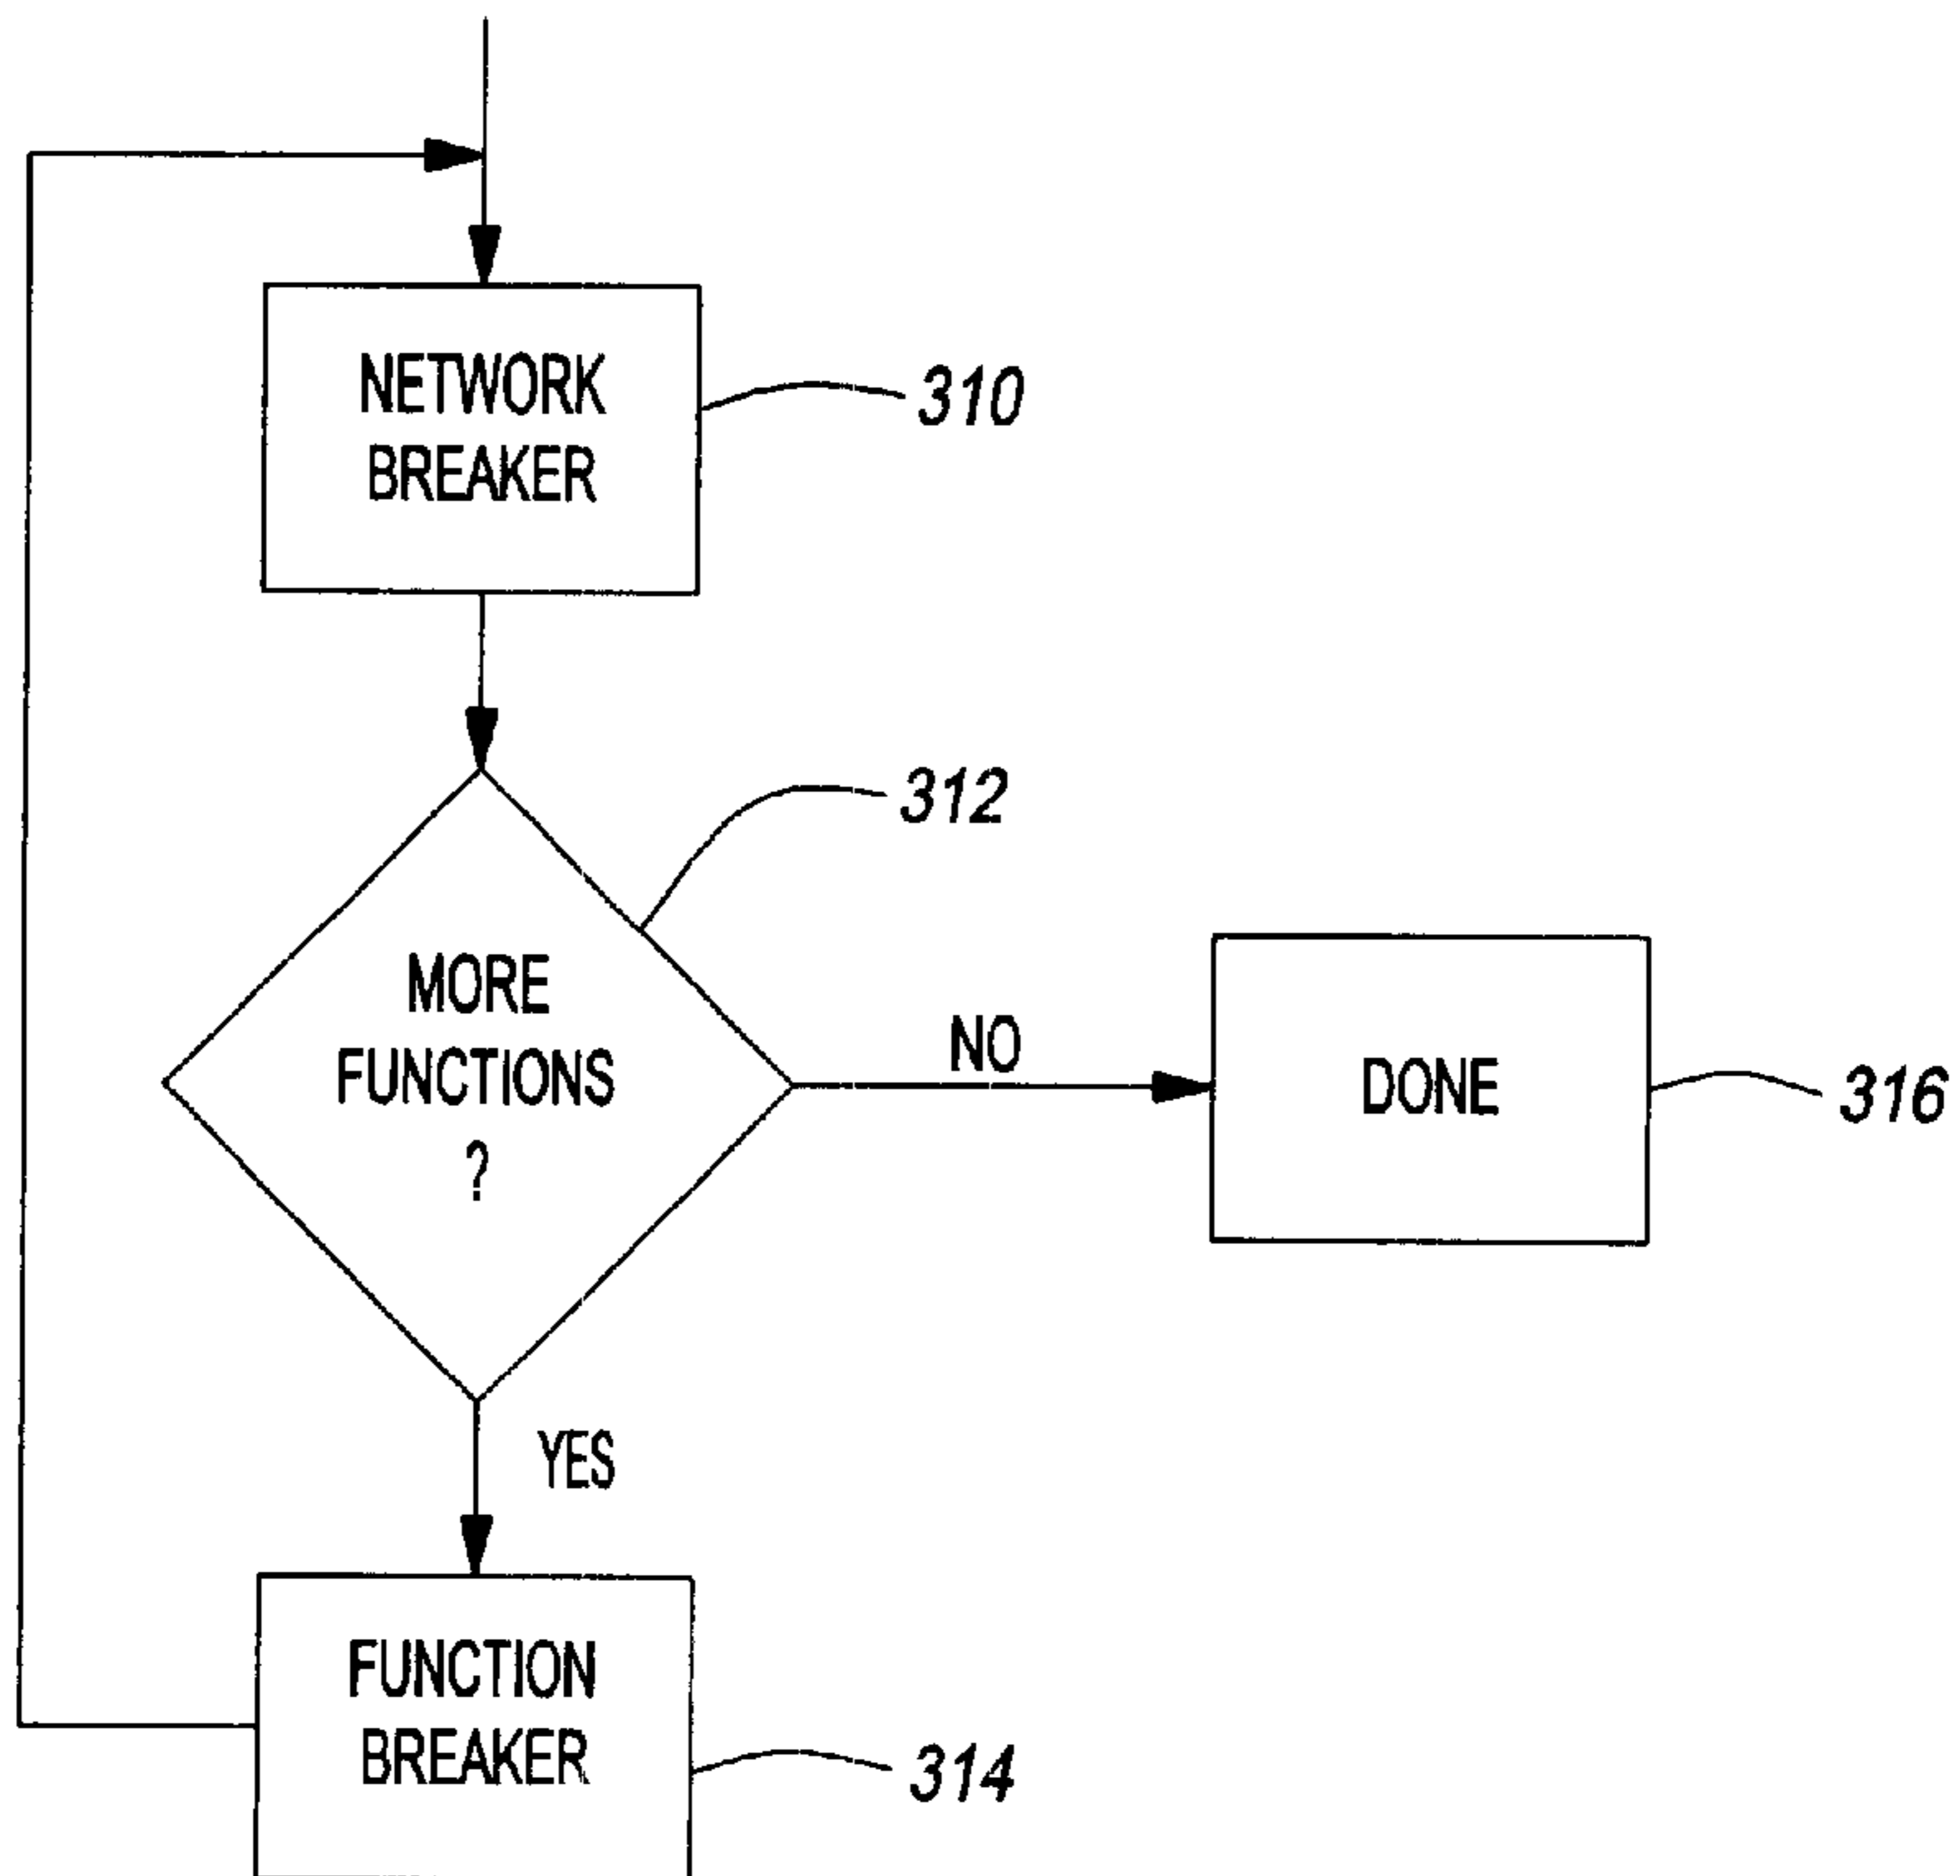 NETWORK
BREAKER
310
312
MORE
FUNCTIONS
?
NO
DONE
316
YES
FUNCTION
BREAKER
314